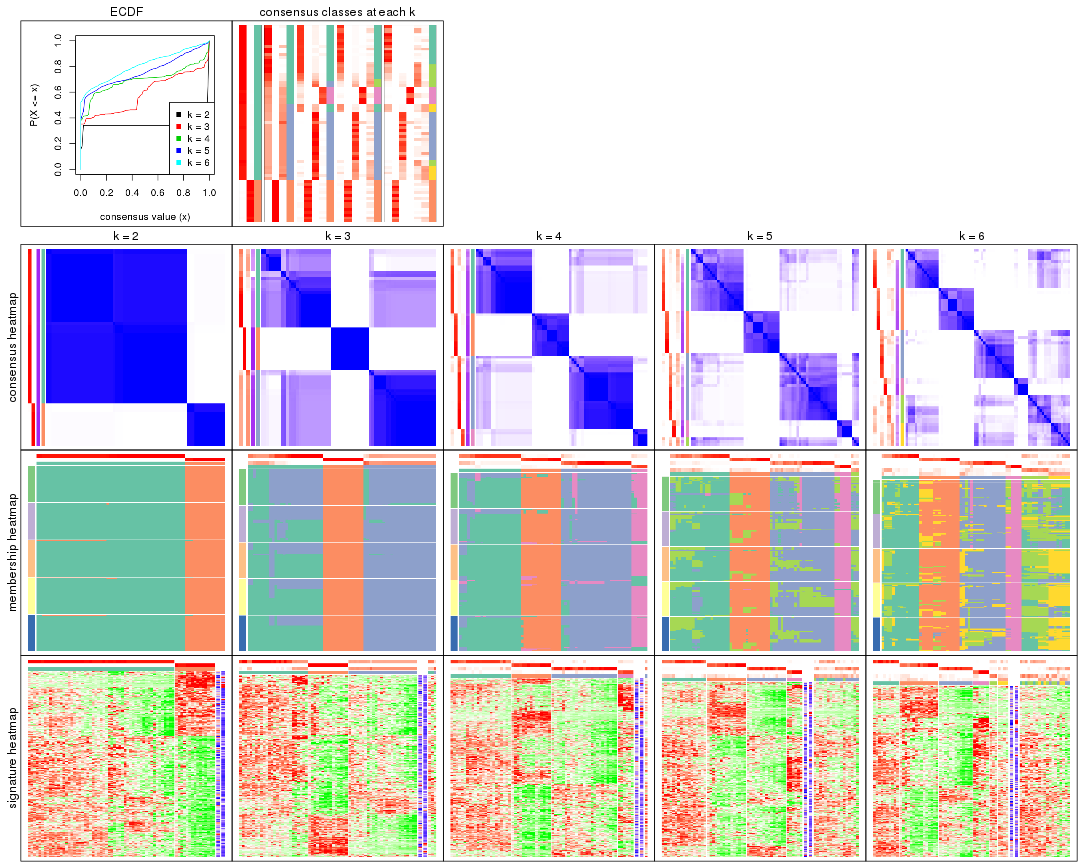 ECDF
consensus classes at each k
P(X <= x)
0.0 0.2 0.4 0.6 0.8 1.0
k = 2
k = 3
k = 4
k = 5
k = 6
0.0 0.2 0.4 0.6 0.8 1.0
consensus value (x)
k = 2 k = 3 k = 4 k = 5 k = 6
consensus heatmap
membership heatmap
signature heatmap